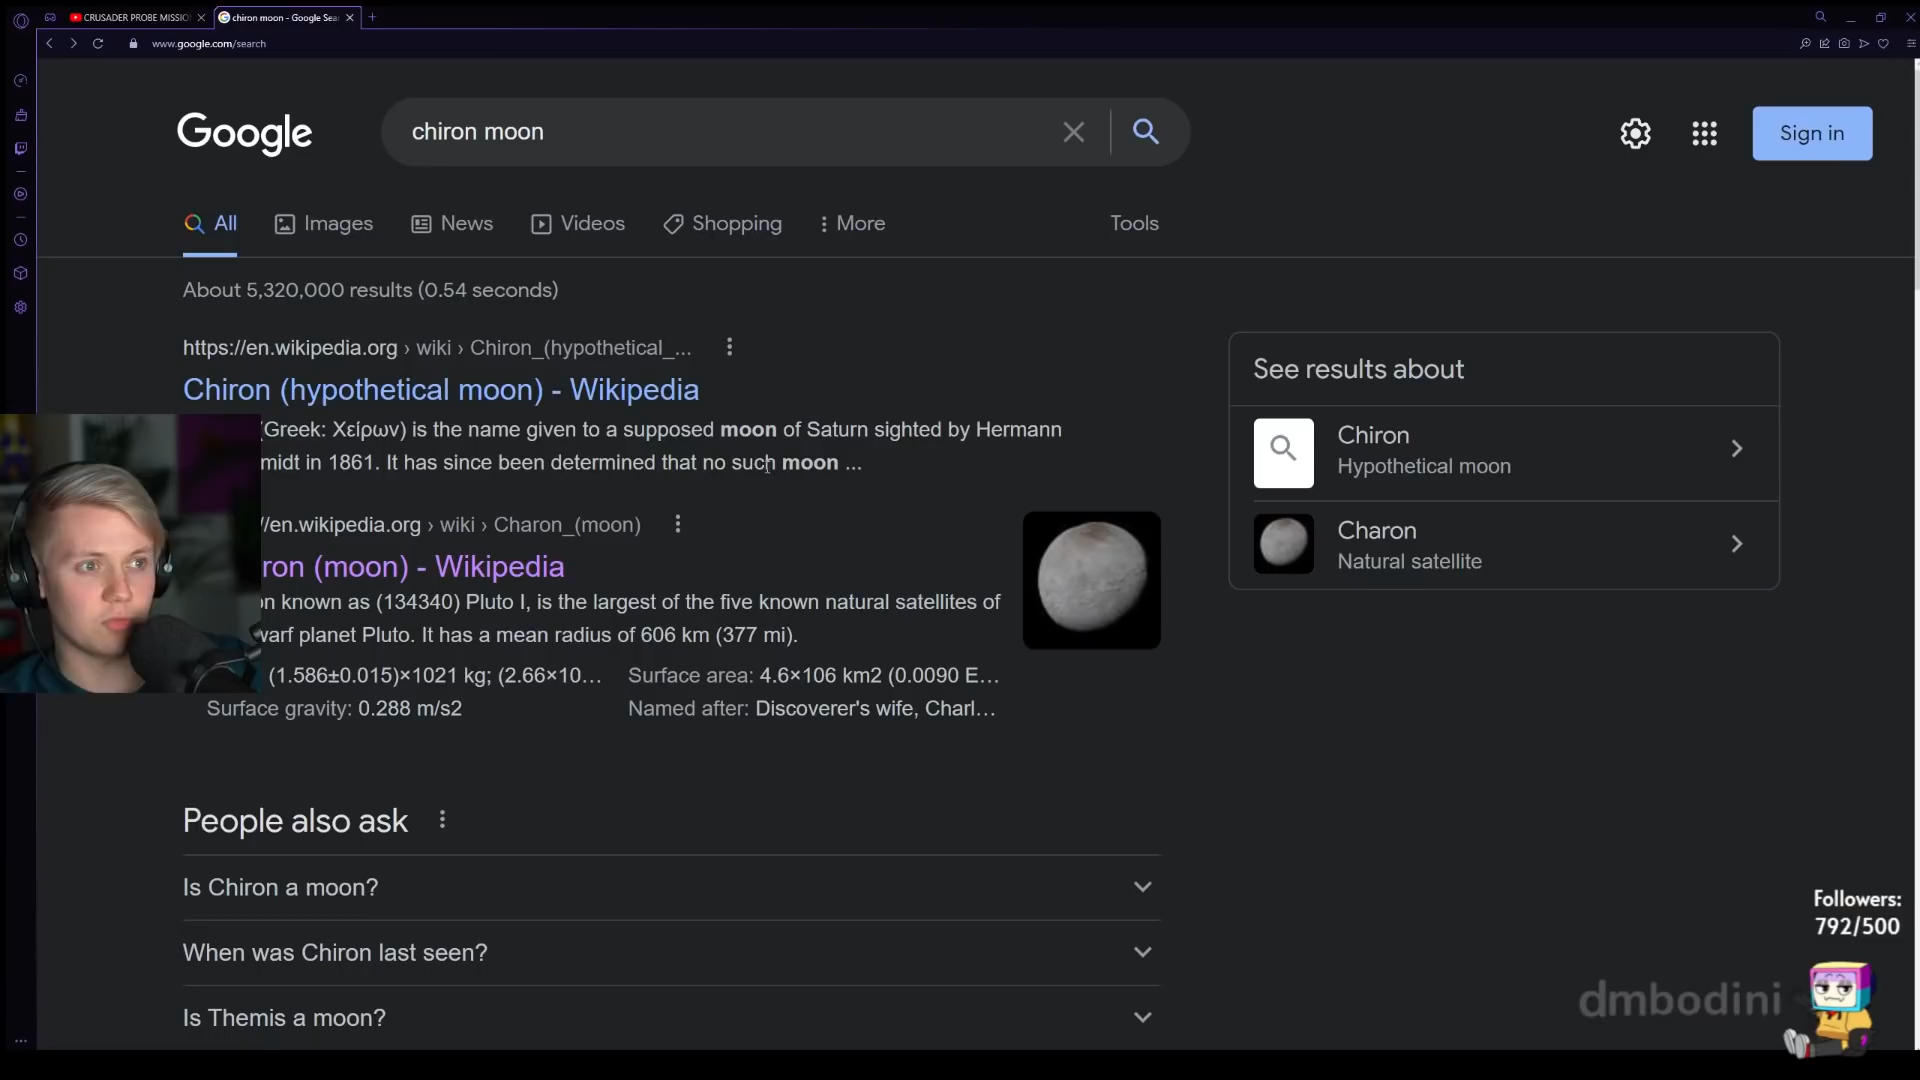 CRUSADER PROBE MISSIO
chiron moon - Google Sea
www.google.com/search
Google
chiron moon
Sign in
All
Images
News
Videos
Shopping
More
Tools
About 5,320,000 results (0.54 seconds)
https://en.wikipedia.org › wiki › Chiron_(hypothetical_...
Chiron (hypothetical moon) - Wikipedia
(Greek: Χείρων) is the name given to a supposed moon of Saturn sighted by Hermann
midt in 1861. It has since been determined that no such moon ...
//en.wikipedia.org › wiki › Charon_(moon)
ron (moon) - Wikipedia
n known as (134340) Pluto I, is the largest of the five known natural satellites of
warf planet Pluto. It has a mean radius of 606 km (377 mi).
(1.586±0.015)×1021 kg; (2.66×10...
Surface area: 4.6×106 km2 (0.0090 E...
Surface gravity: 0.288 m/s2
Named after: Discoverer's wife, Charl...
See results about
Chiron
Hypothetical moon
Charon
Natural satellite
People also ask
Is Chiron a moon?
When was Chiron last seen?
Is Themis a moon?
Followers:
792/500
dmbodini